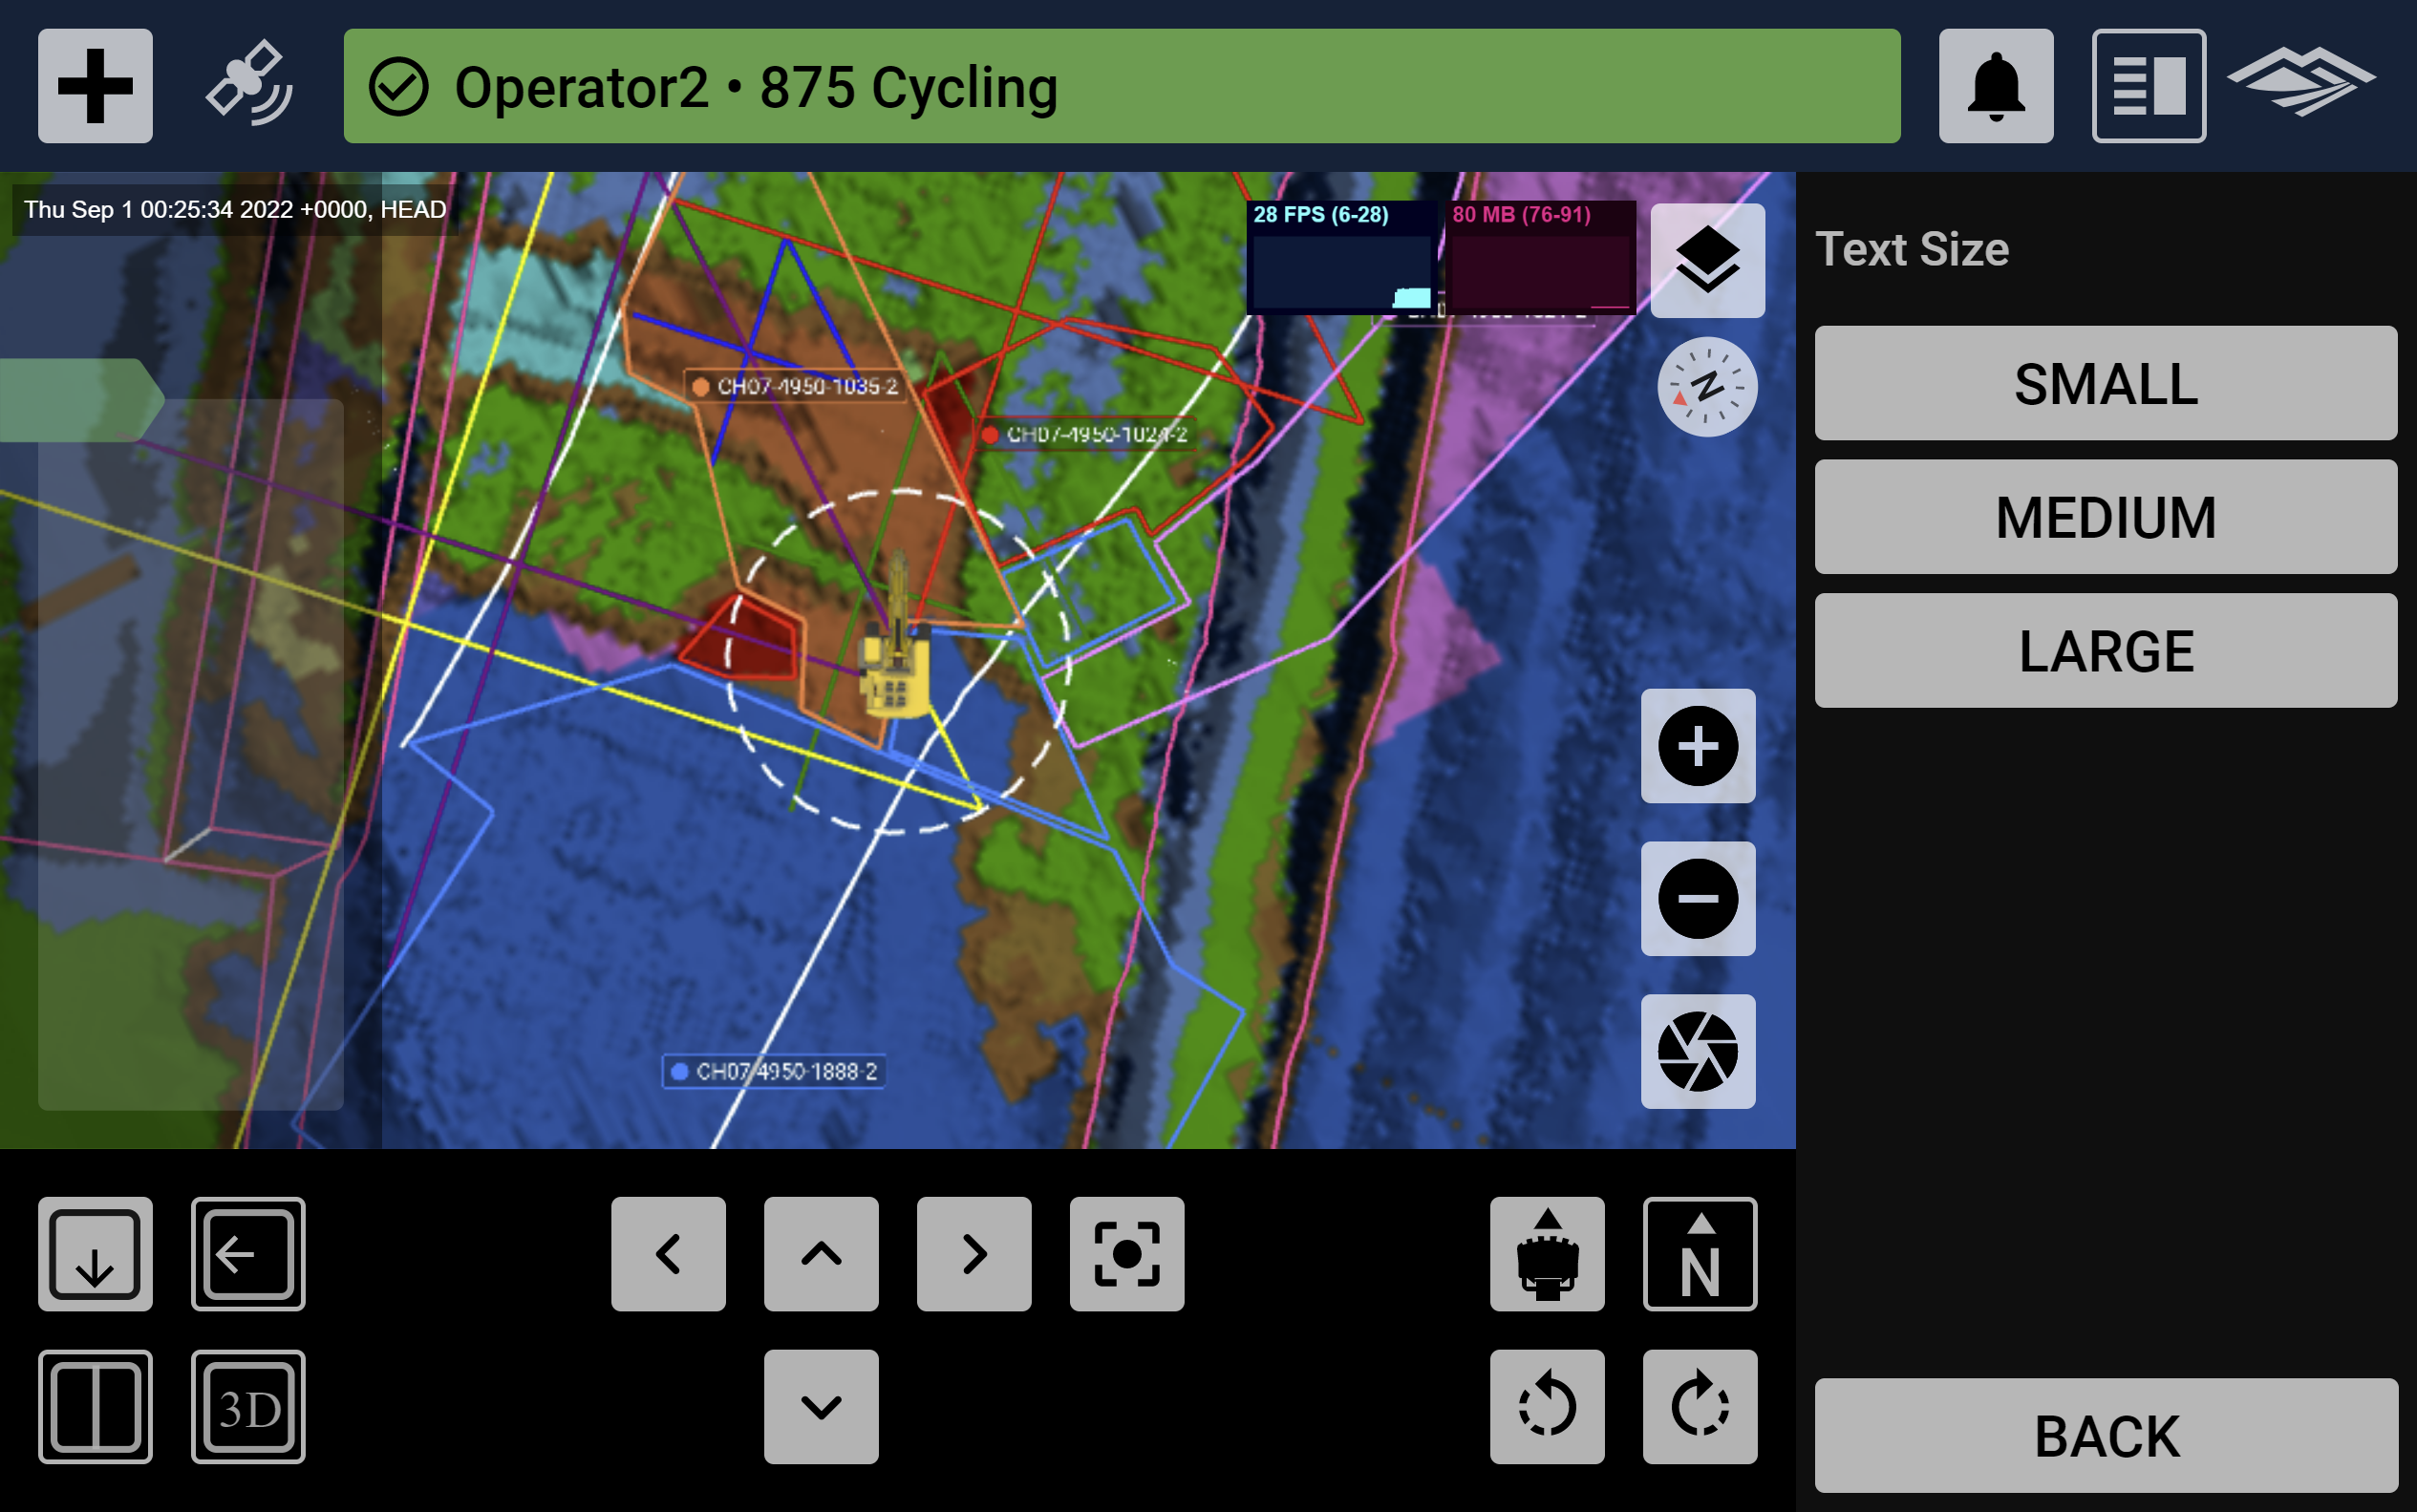 Operator2 • 875 Cycling
Thu Sep 1 00:25:34 2022 +0000, HEAD
28 FPS (6-28)
80 MB (76-91)
Text Size
SMALL
MEDIUM
LARGE
CH07-4950-1035-2
CH07-4950-1024-2
CH07-4950-1888-2
N
3D
BACK